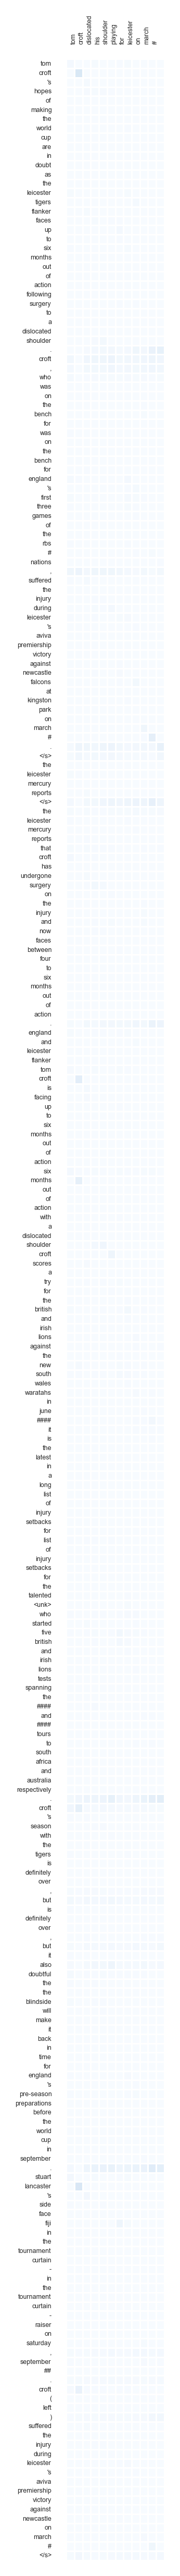 tom
croft
dislocated
his
shoulder
playing
for
leicester
on
march
#
tom
croft
's
hopes
of
making
the
world
cup
are
in
doubt
as
the
leicester
tigers
flanker
faces
up
to
six
months
out
of
action
following
surgery
to
a
dislocated
shoulder
.
croft
,
who
was
on
the
bench
for
was
on
the
bench
for
england
's
first
three
games
of
the
rbs
#
nations
,
suffered
the
injury
during
leicester
's
aviva
premiership
victory
against
newcastle
falcons
at
kingston
park
on
march
#
.
</s>
the
leicester
mercury
reports
</s>
the
leicester
mercury
reports
that
croft
has
undergone
surgery
on
the
injury
and
now
faces
between
four
to
six
months
out
of
action
.
england
and
leicester
flanker
tom
croft
is
facing
up
to
six
months
out
of
action
six
months
out
of
action
with
a
dislocated
shoulder
croft
scores
a
try
for
the
british
and
irish
lions
against
the
new
south
wales
waratahs
in
june
####
it
is
the
latest
in
a
long
list
of
injury
setbacks
for
list
of
injury
setbacks
for
the
talented
<unk>
who
started
five
british
and
irish
lions
tests
spanning
the
####
and
####
tours
to
south
africa
and
australia
respectively
.
croft
's
season
with
the
tigers
is
definitely
over
,
but
is
definitely
over
,
but
it
also
doubtful
the
the
blindside
will
make
it
back
in
time
for
england
's
pre-season
preparations
before
the
world
cup
in
september
.
stuart
lancaster
's
side
face
fiji
in
the
tournament
curtain
-
in
the
tournament
curtain
-
raiser
on
saturday
,
september
##
.
croft
(
left
)
suffered
the
injury
during
leicester
's
aviva
premiership
victory
against
newcastle
on
march
#
</s>